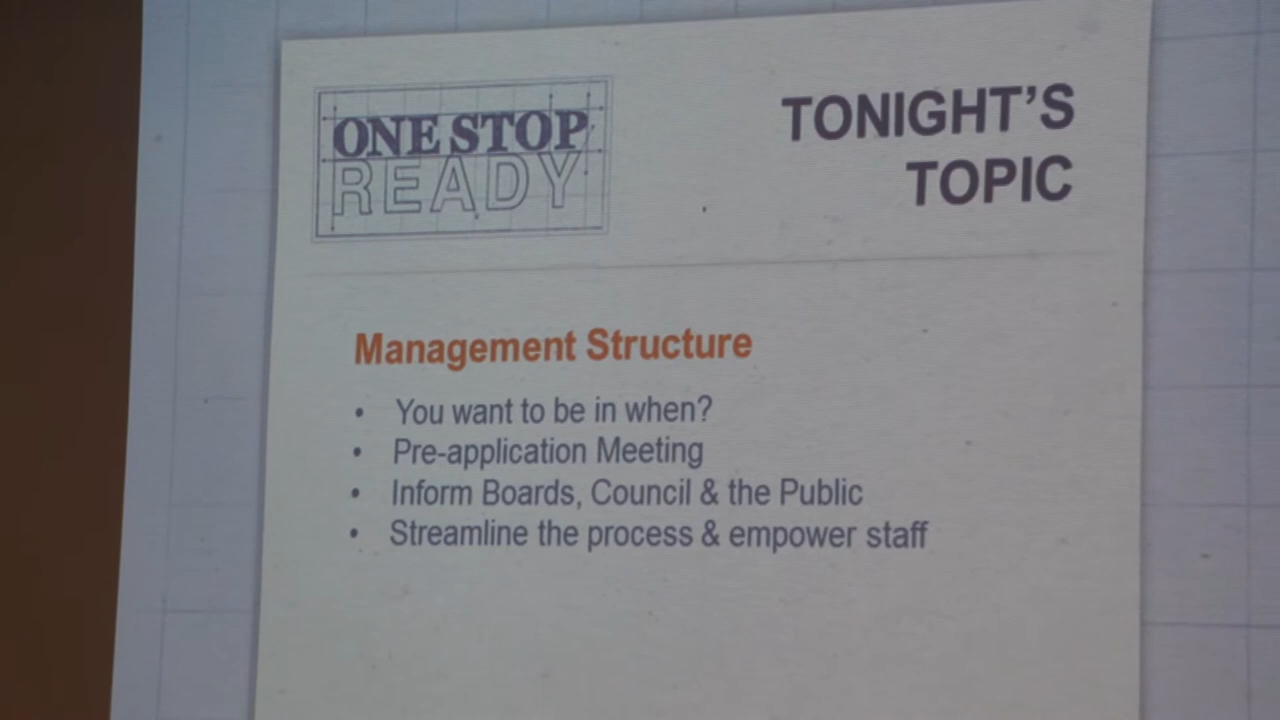 ONE STOP
READY
TONIGHT'S
TOPIC
Management Structure
• You want to be in when?
• Pre-application Meeting
• Inform Boards, Council & the Public
• Streamline the process & empower staff